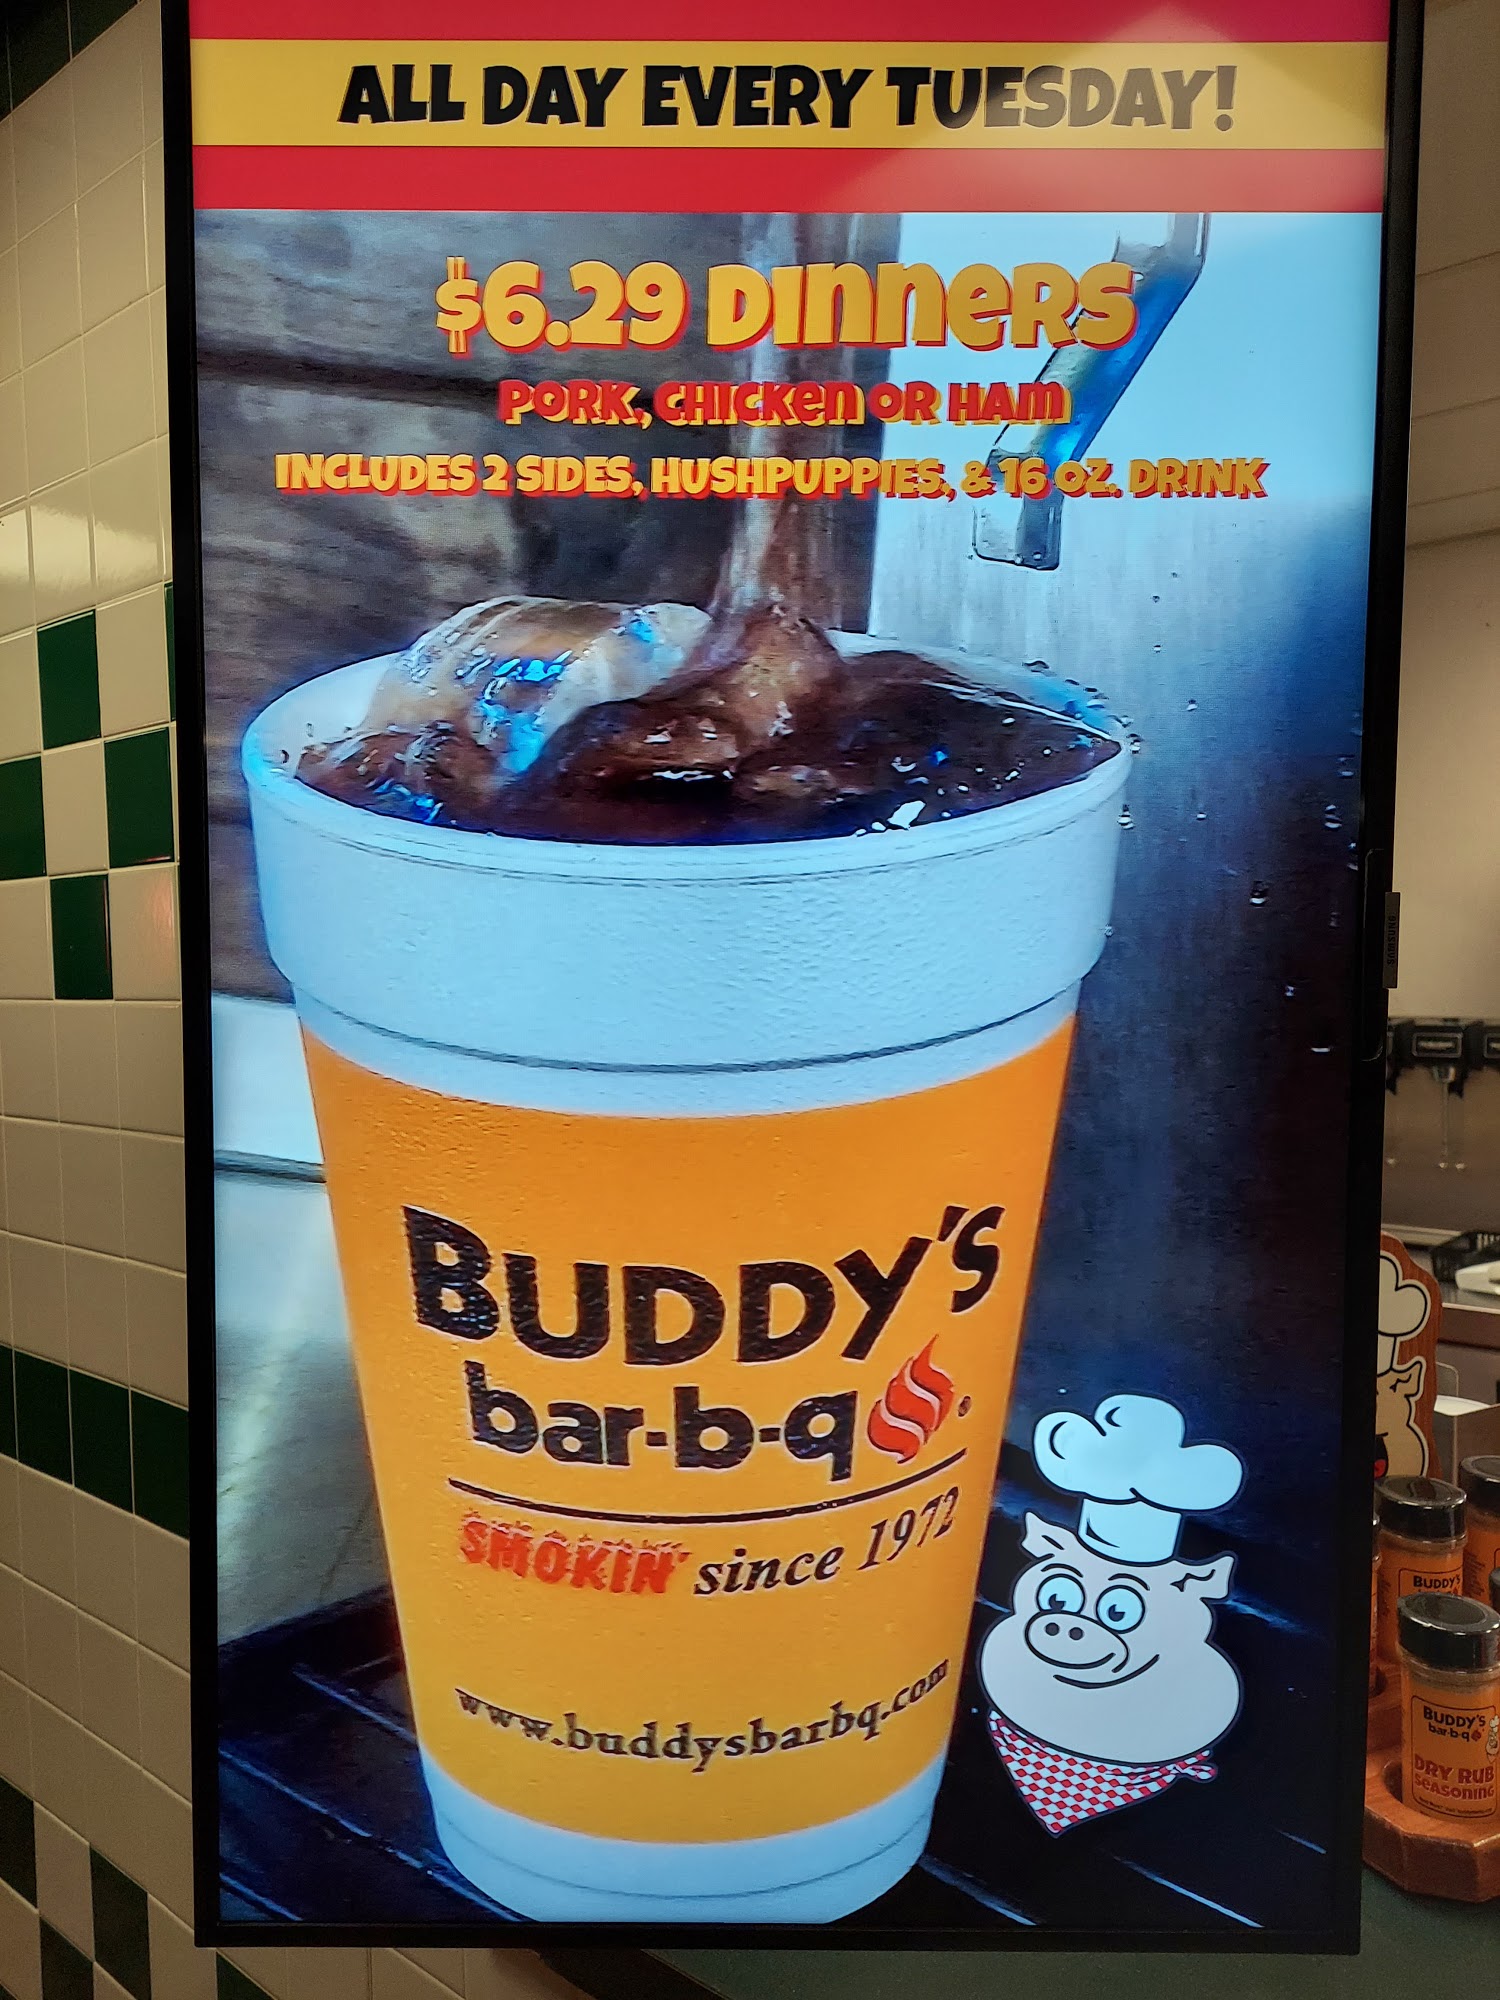 ALL DAY EVERY TUESDAY!
$6.29 DINNERS
PORK, CHICKEN OR HAM
INCLUDES 2 SIDES, HUSHPUPPIES, & 16 OZ. DRINK
SAMSUNG
BUDDY'S
bar-b-q ®
SMOKIN' since 1972
www.buddysbarbq.com
BUDDY'S
BUDDY'S
bar-b-q
DRY RUB
SEASONING